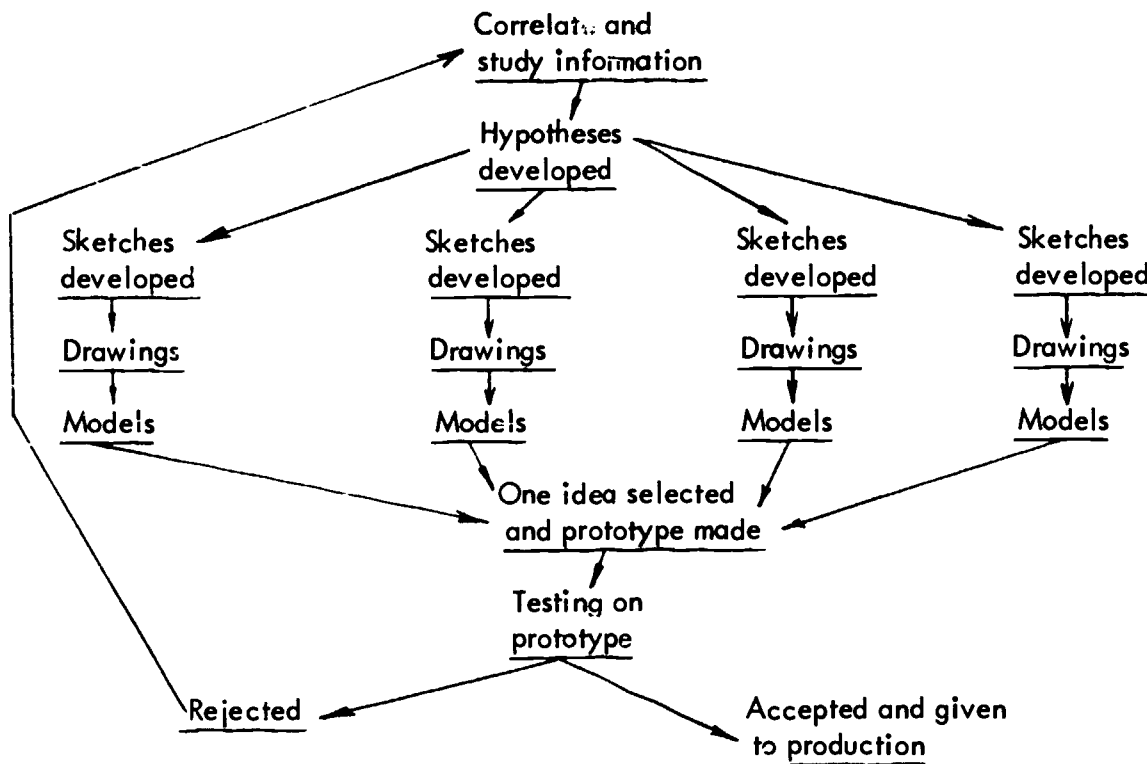 Correlate and
study information
Hypotheses
developed
Sketches
developed
Sketches
developed
Sketches
developed
Sketches
developed
Drawings
Drawings
Drawings
Drawings
Models
Models
Models
Models
One idea selected
and prototype made
Testing on
prototype
Rejected
Accepted and given
to production